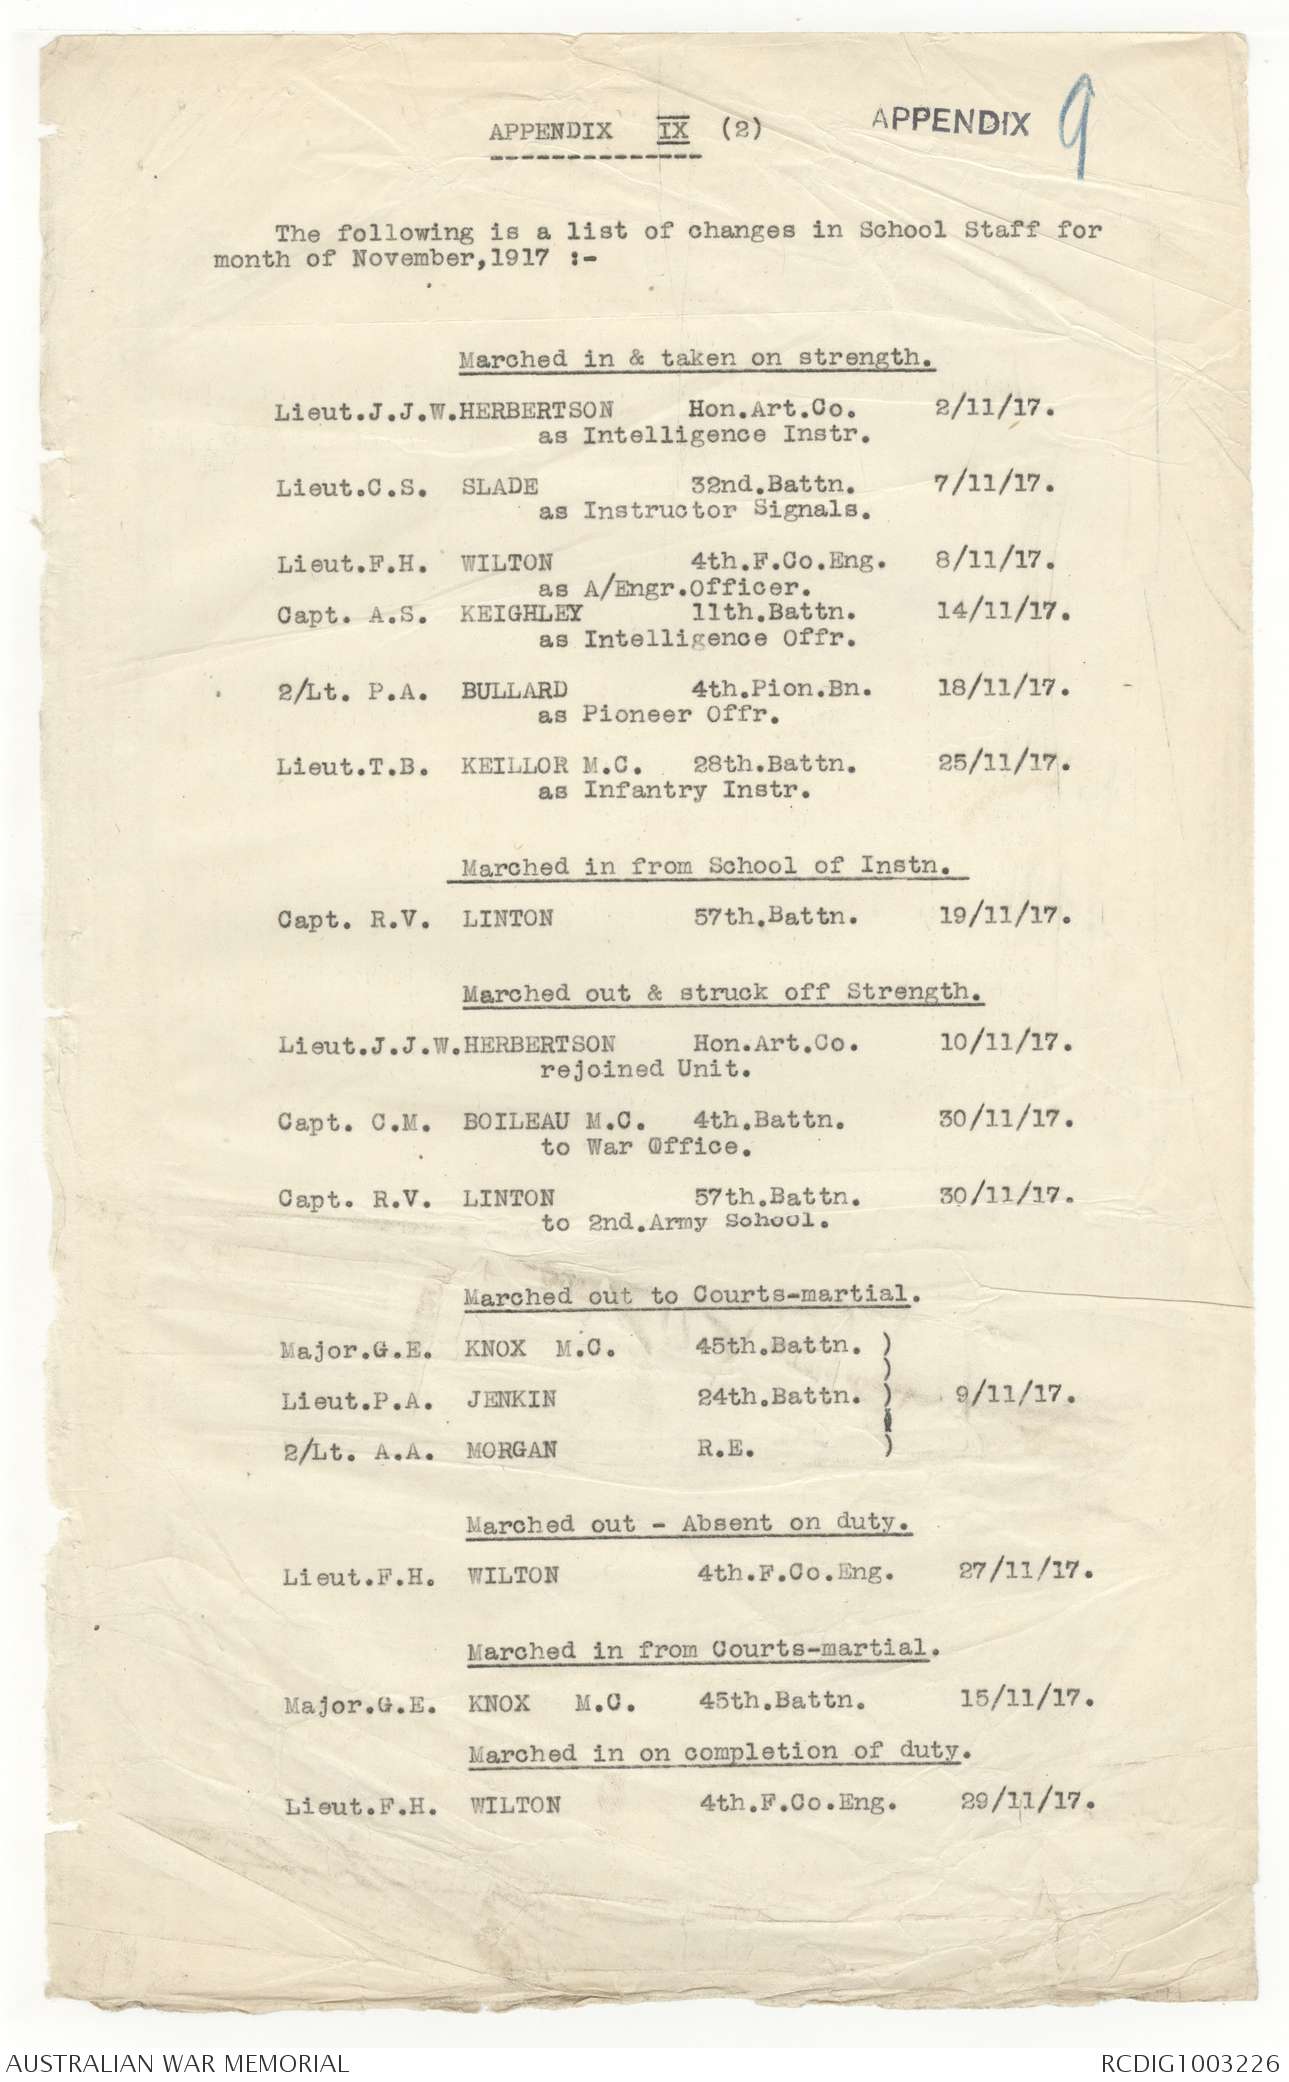 APPENDIX IX (2)
APPENDIX 9
The following is a list of changes in School Staff for
month of November,1917 :-
Marched in & taken on strength.
Lieut.J.J.W.HERBERTSON Hon.Art.Co. 2/11/17.
as Intelligence Instr.
Lieut.C.S. SLADE 32nd.Battn. 7/11/17.
as Instructor Signals.
Lieut.F.H. WILTON 4th.F.Co.Eng. 8/11/17.
as A/Engr.Officer.
Capt. A.S. KEIGHLEY 11th.Battn. 14/11/17.
as Intelligence Offr.
2/Lt. P.A. BULLARD 4th.Pion.Bn. 18/11/17.
as Pioneer Offr.
Lieut.T.B. KEILLOR M.C. 28th.Battn. 25/11/17.
as Infantry Instr.
Marched in from School of Instn.
Capt. R.V. LINTON 57th.Battn. 19/11/17.
Marched out & struck off Strength.
Lieut.J.J.W.HERBERTSON Hon.Art.Co. 10/11/17.
rejoined Unit.
Capt. C.M. BOILEAU M.C. 4th.Battn. 30/11/17.
to War Office.
Capt. R.V. LINTON 57th.Battn. 30/11/17.
to 2nd.Army School.
Marched out to Courts-martial.
Major.G.E. KNOX M.C. 45th.Battn. )
)
Lieut.P.A. JENKIN 24th.Battn. ) 9/11/17.
)
2/Lt. A.A. MORGAN R.E. )
Marched out - Absent on duty.
Lieut.F.H. WILTON 4th.F.Co.Eng. 27/11/17.
Marched in from Courts-martial.
Major.G.E. KNOX M.C. 45th.Battn. 15/11/17.
Marched in on completion of duty.
Lieut.F.H. WILTON 4th.F.Co.Eng. 29/11/17.
AUSTRALIAN WAR MEMORIAL
RCDIG1003226